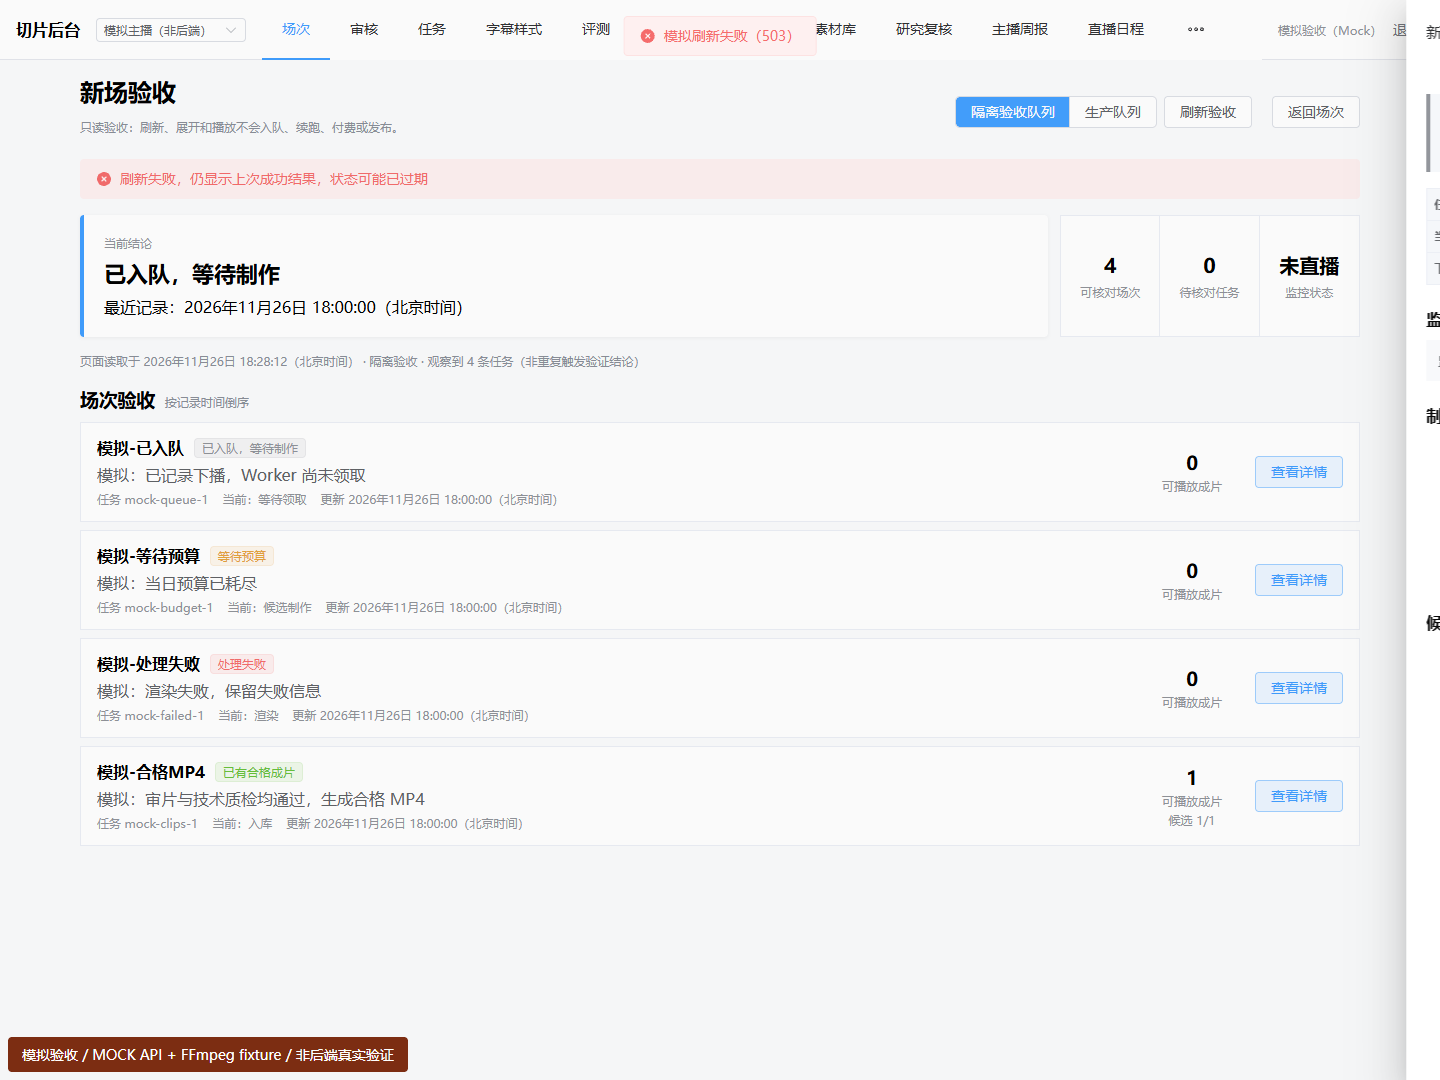 切片后台
模拟主播（非后端）
场次
审核
任务
字幕样式
评测
模拟刷新失败（503）
素材库
研究复核
主播周报
直播日程
模拟验收（Mock）
退
新
新场验收
只读验收：刷新、展开和播放不会入队、续跑、付费或发布。
隔离验收队列
生产队列
刷新验收
返回场次
刷新失败，仍显示上次成功结果，状态可能已过期
当前结论
已入队，等待制作
最近记录：2026年11月26日 18:00:00（北京时间）
4
可核对场次
0
待核对任务
未直播
监控状态
页面读取于 2026年11月26日 18:28:12（北京时间） · 隔离验收 · 观察到 4 条任务（非重复触发验证结论）
场次验收 按记录时间倒序
模拟-已入队 已入队，等待制作
模拟：已记录下播，Worker 尚未领取
任务 mock-queue-1 当前：等待领取 更新 2026年11月26日 18:00:00（北京时间）
0
可播放成片
查看详情
模拟-等待预算 等待预算
模拟：当日预算已耗尽
任务 mock-budget-1 当前：候选制作 更新 2026年11月26日 18:00:00（北京时间）
0
可播放成片
查看详情
模拟-处理失败 处理失败
模拟：渲染失败，保留失败信息
任务 mock-failed-1 当前：渲染 更新 2026年11月26日 18:00:00（北京时间）
0
可播放成片
查看详情
模拟-合格MP4 已有合格成片
模拟：审片与技术质检均通过，生成合格 MP4
任务 mock-clips-1 当前：入库 更新 2026年11月26日 18:00:00（北京时间）
1
可播放成片
候选 1/1
查看详情
监
制
候
模拟验收 / MOCK API + FFmpeg fixture / 非后端真实验证